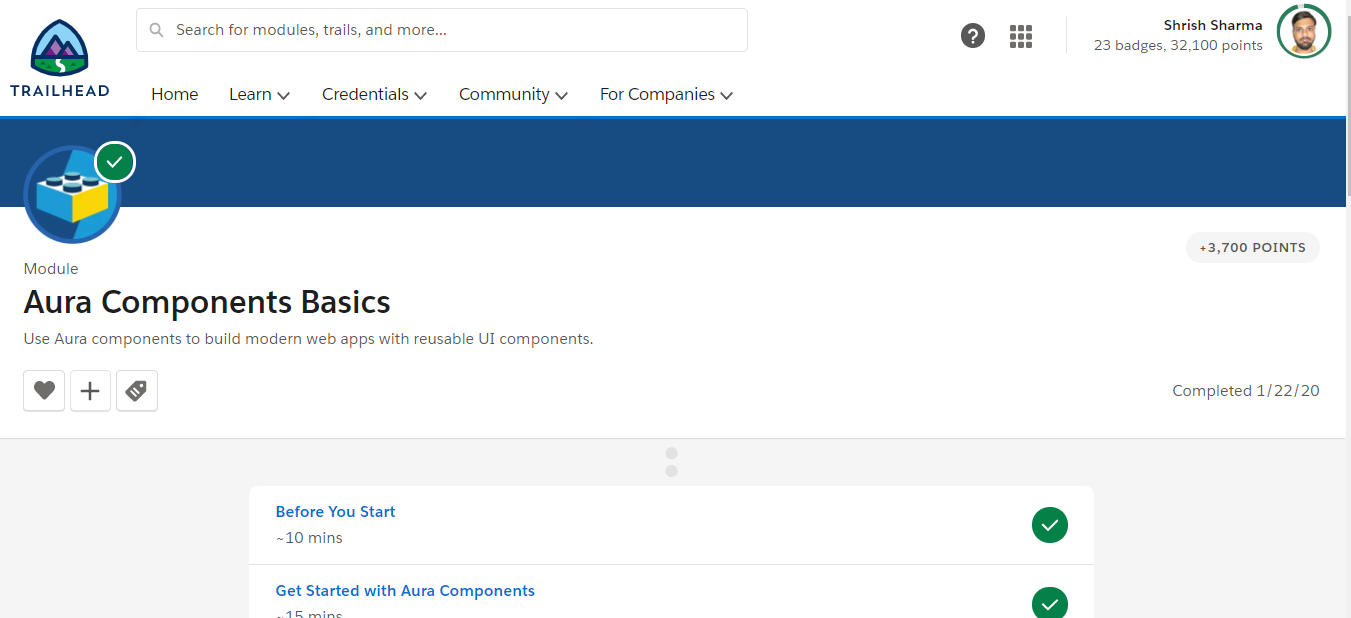 Search for modules, trails, and more...
Shrish Sharma
23 badges, 32,100 points
TRAILHEAD
Home
Learn
Credentials
Community
For Companies
+3,700 POINTS
Module
Aura Components Basics
Use Aura components to build modern web apps with reusable UI components.
Completed 1/22/20
Before You Start
~10 mins
Get Started with Aura Components
~15 mins